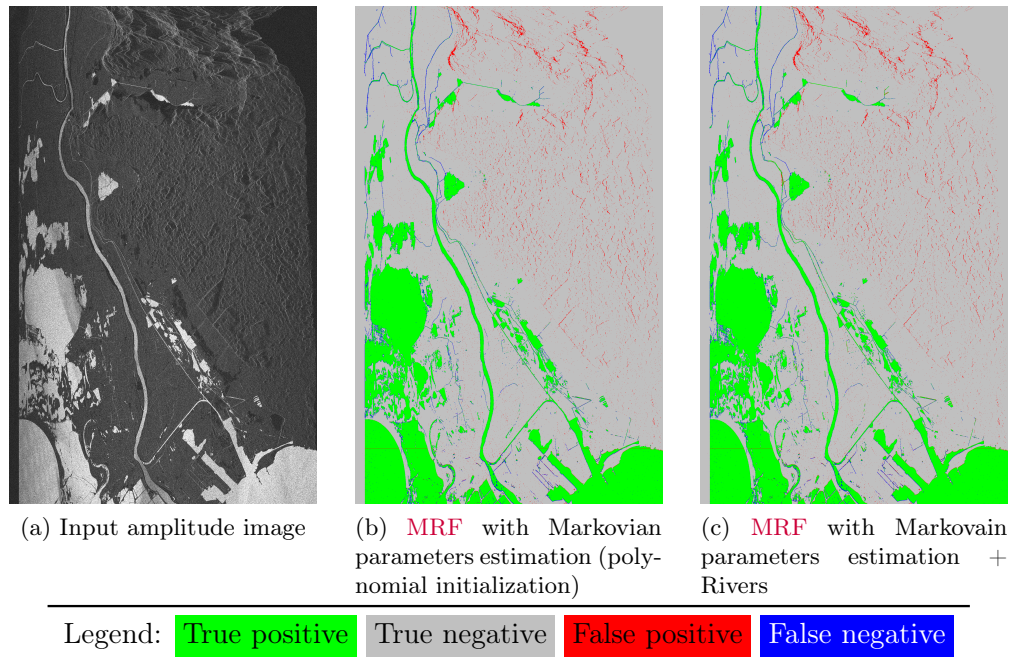 (a) Input amplitude image
(b) MRF with Markovian
parameters estimation (poly-
nomial initialization)
(c) MRF with Markovain
parameters estimation +
Rivers
Legend: True positive True negative False positive False negative